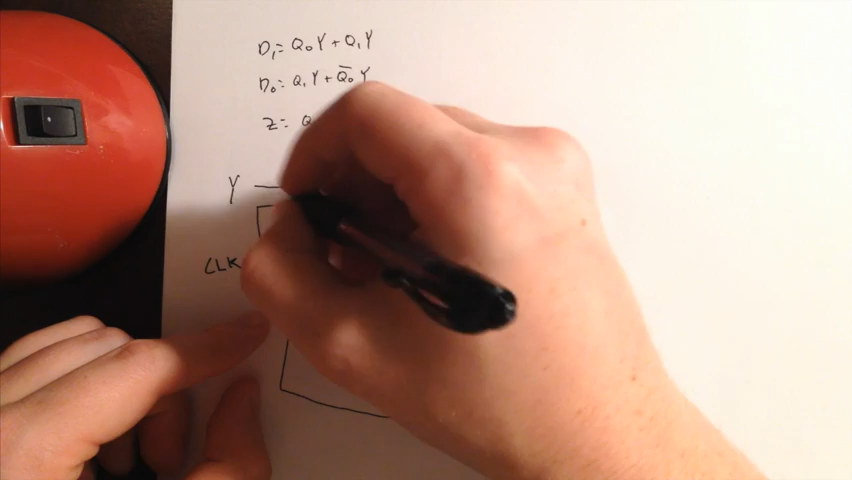 D₁ = Q₀Y + Q₁Y
D₀ = Q₁Y + Q̅₀Y
Z = Q
Y
CLK